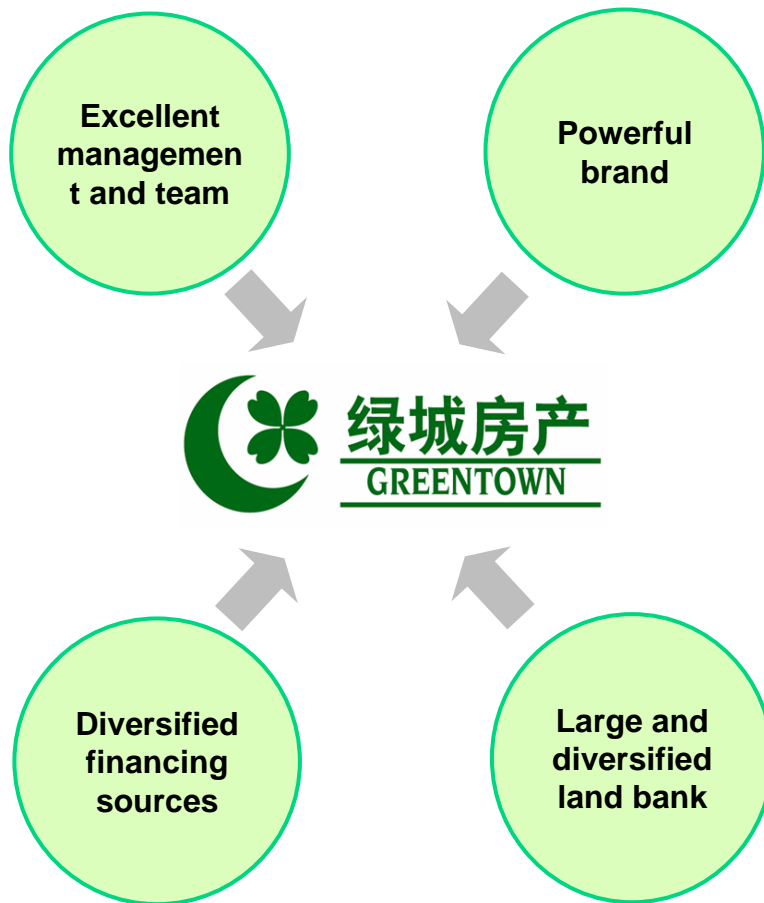 Excellent
managemen
t and team
Powerful
brand
绿城房产
GREENTOWN
Diversified
financing
sources
Large and
diversified
land bank